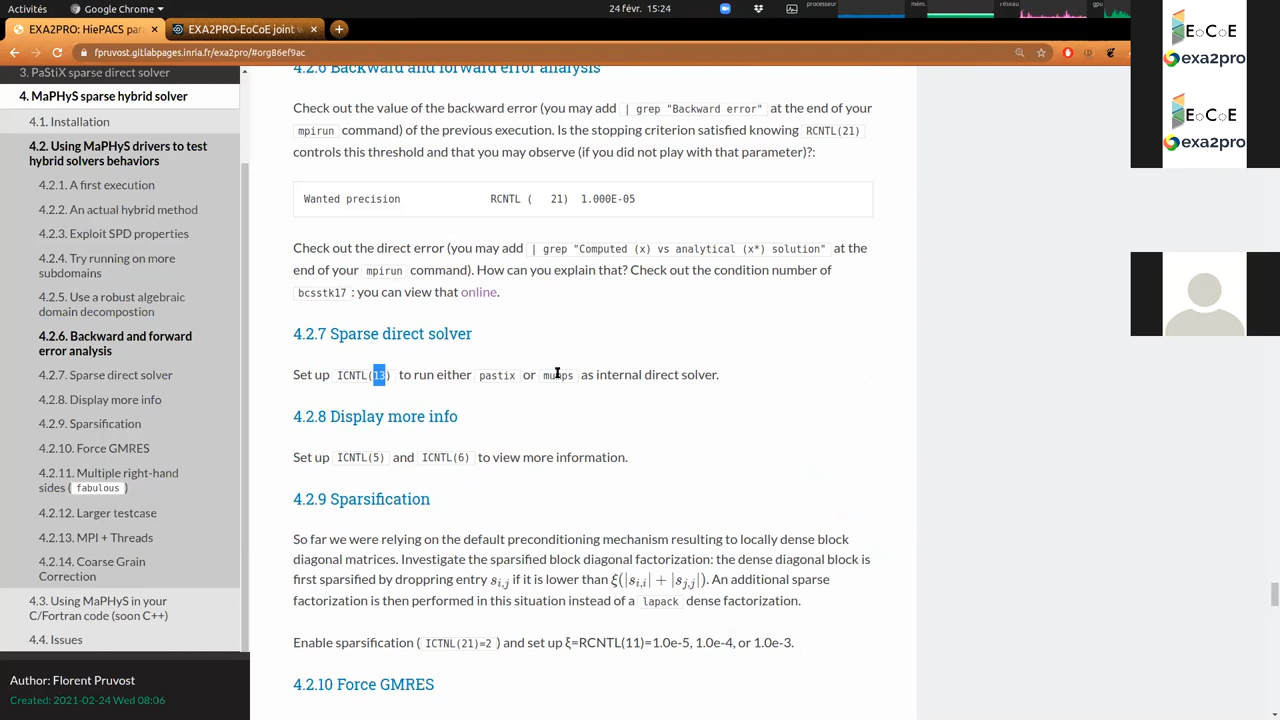 Activities
Google Chrome
24 févr. 15:24
processeur
mém.
réseau
gpu
EXA2PRO: HiePACS pa
EXA2PRO-EoCoE joint w
fpruvost.gitlabpages.inria.fr/exa2pro/#org86ef9ac
3. PaStiX sparse direct solver
4. MaPHyS sparse hybrid solver
4.1. Installation
4.2. Using MaPHyS drivers to test
hybrid solvers behaviors
4.2.1. A first execution
4.2.2. An actual hybrid method
4.2.3. Exploit SPD properties
4.2.4. Try running on more
subdomains
4.2.5. Use a robust algebraic
domain decompostion
4.2.6. Backward and forward
error analysis
4.2.7. Sparse direct solver
4.2.8. Display more info
4.2.9. Sparsification
4.2.10. Force GMRES
4.2.11. Multiple right-hand
sides ( fabulous )
4.2.12. Larger testcase
4.2.13. MPI + Threads
4.2.14. Coarse Grain
Correction
4.3. Using MaPHyS in your
C/Fortran code (soon C++)
4.4. Issues
Author: Florent Pruvost
Created: 2021-02-24 Wed 08:06
4.2.6 Backward and forward error analysis
Check out the value of the backward error (you may add | grep "Backward error" at the end of your
mpirun command) of the previous execution. Is the stopping criterion satisfied knowing RCNTL(21)
controls this threshold and that you may observe (if you did not play with that parameter)?:
Wanted precision RCNTL ( 21) 1.000E-05
Check out the direct error (you may add | grep "Computed (x) vs analytical (x*) solution" at the
end of your mpirun command). How can you explain that? Check out the condition number of
bcsstk17 : you can view that online.
4.2.7 Sparse direct solver
Set up ICNTL(13) to run either pastix or mumps as internal direct solver.
4.2.8 Display more info
Set up ICNTL(5) and ICNTL(6) to view more information.
4.2.9 Sparsification
So far we were relying on the default preconditioning mechanism resulting to locally dense block
diagonal matrices. Investigate the sparsified block diagonal factorization: the dense diagonal block is
first sparsified by droppring entry s_{i,j} if it is lower than ξ(|s_{i,i}| + |s_{j,j}|). An additional sparse
factorization is then performed in this situation instead of a lapack dense factorization.
Enable sparsification ( ICTNL(21)=2 ) and set up ξ=RCNTL(11)=1.0e-5, 1.0e-4, or 1.0e-3.
4.2.10 Force GMRES
EoCoE
exa2pro
EoCoE
exa2pro